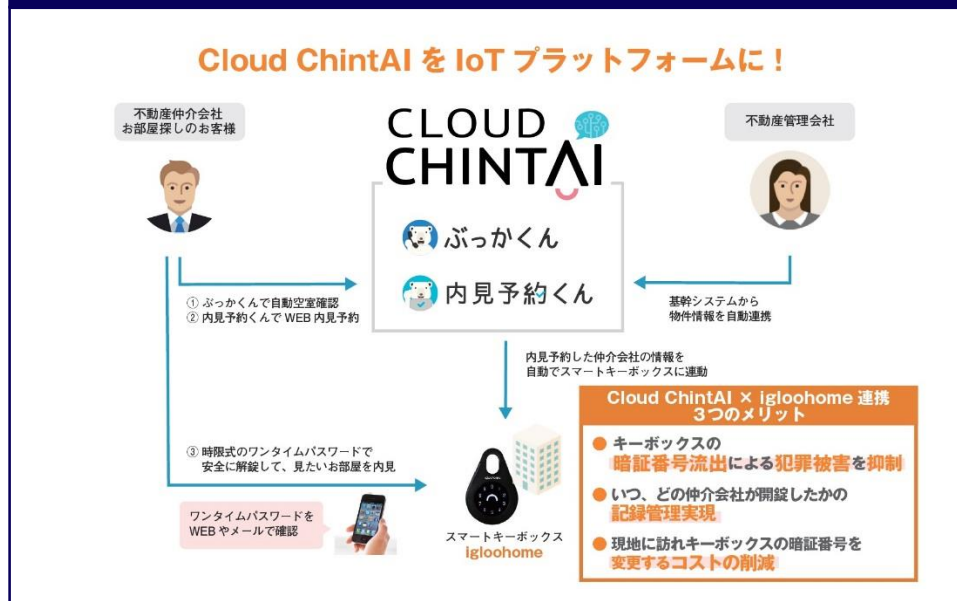 Cloud ChintAI を IoT プラットフォームに！
不動産仲介会社
お部屋探しのお客様
CLOUD
CHINTAI
不動産管理会社
ぶっかくん
内見予約くん
① ぶっかくんで自動空室確認
② 内見予約くんで WEB 内見予約
基幹システムから
物件情報を自動連携
内見予約した仲介会社の情報を
自動でスマートキーボックスに連動
③ 時限式のワンタイムパスワードで
安全に解錠して、見たいお部屋を内見
ワンタイムパスワードを
WEB やメールで確認
スマートキーボックス
igloohome
Cloud ChintAI × igloohome 連携
3つのメリット
● キーボックスの
暗証番号流出による犯罪被害を抑制
● いつ、どの仲介会社が開錠したかの
記録管理実現
● 現地に訪れキーボックスの暗証番号を
変更するコストの削減